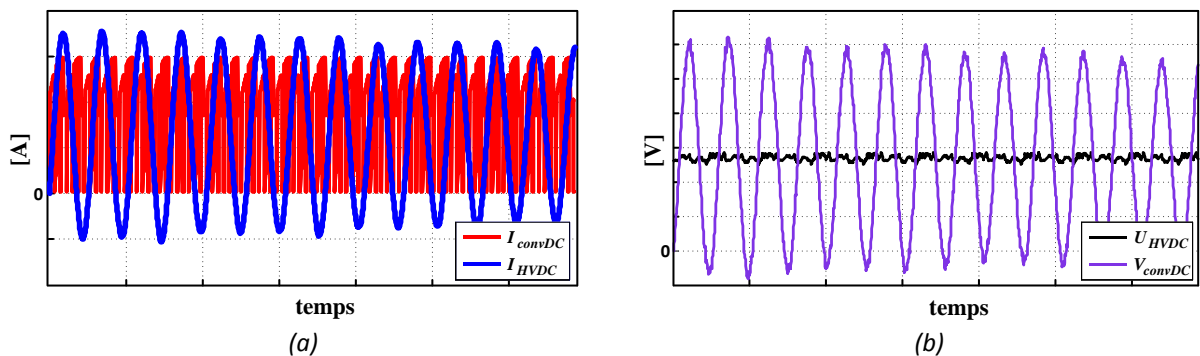 [A]
0
I convDC
I HVDC
temps
(a)
[V]
0
U HVDC
V convDC
temps
(b)